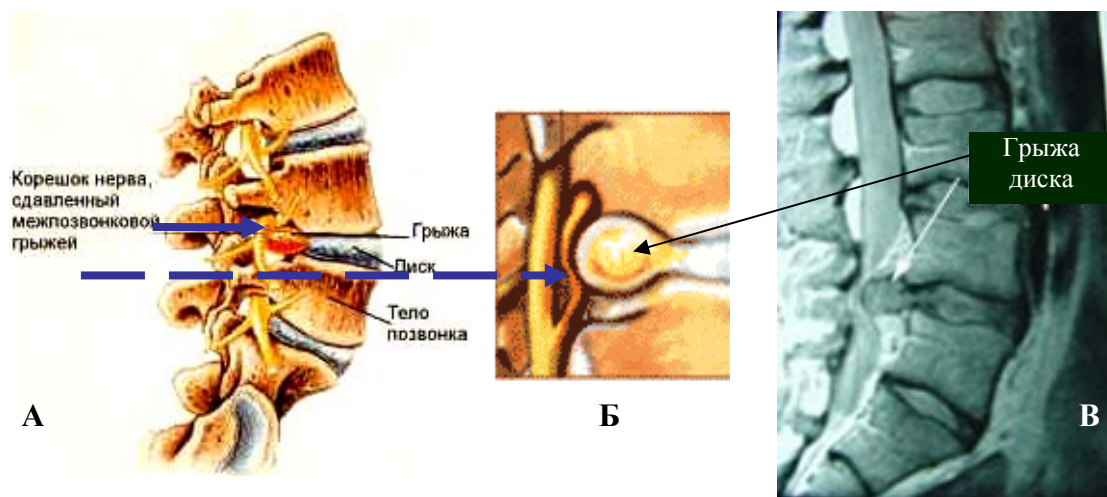 Корешок нерва,
сдавленный
межпозвонковой
грыжей
Грыжа
Диск
Тело
позвонка
Грыжа
диска
А
Б
В